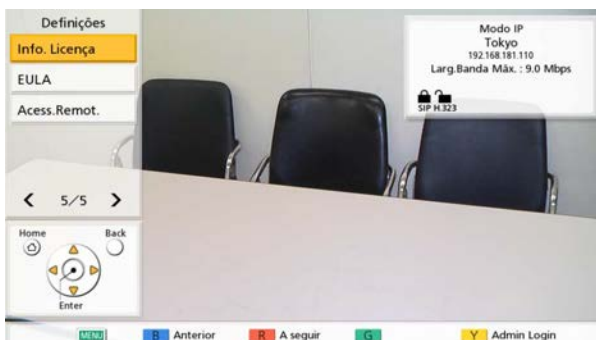 Definições
Info. Licença
EULA
Acess.Remot.
5/5
Home
Back
Enter
Modo IP
Tokyo
192.168.181.110
Larg.Banda Máx. : 9.0 Mbps
SIP H.323
MENU
B Anterior
R A seguir
G
Y Admin Login